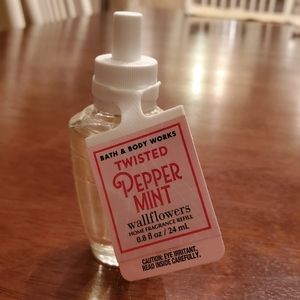 BATH & BODY WORKS
TWISTED
PEPPER
MINT
wallflowers
HOME FRAGRANCE REFILL
0.8 fl oz / 24 mL
CAUTION: EYE IRRITANT.
READ INSIDE CAREFULLY.